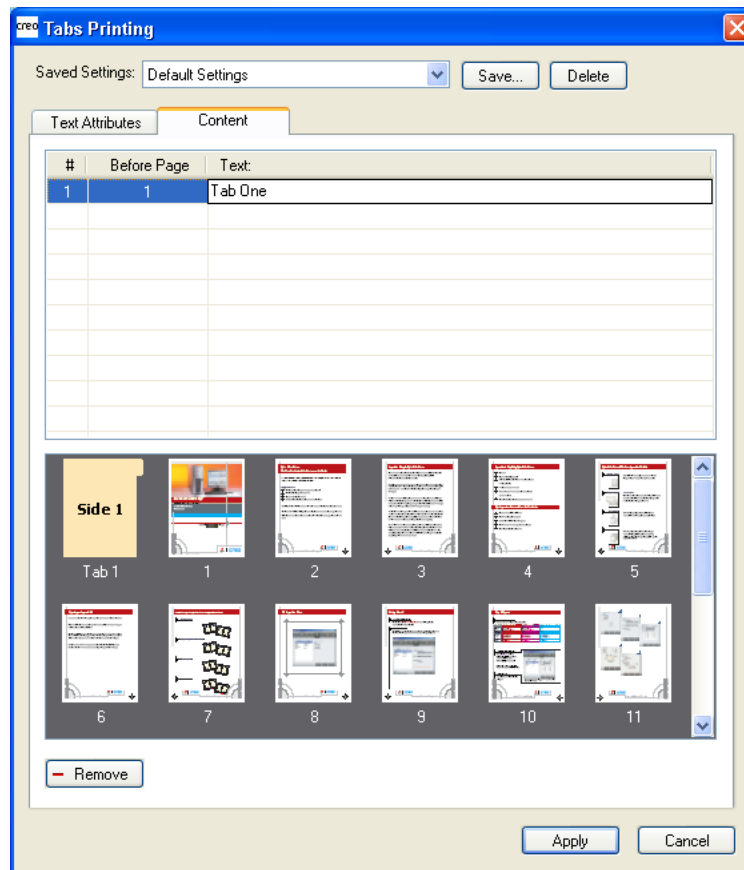 creo Tabs Printing
Saved Settings: Default Settings Save... Delete
Text Attributes Content
# Before Page Text:
1 1 Tab One
Side 1
Tab 1 1 2 3 4 5
6 7 8 9 10 11
Remove
Apply Cancel